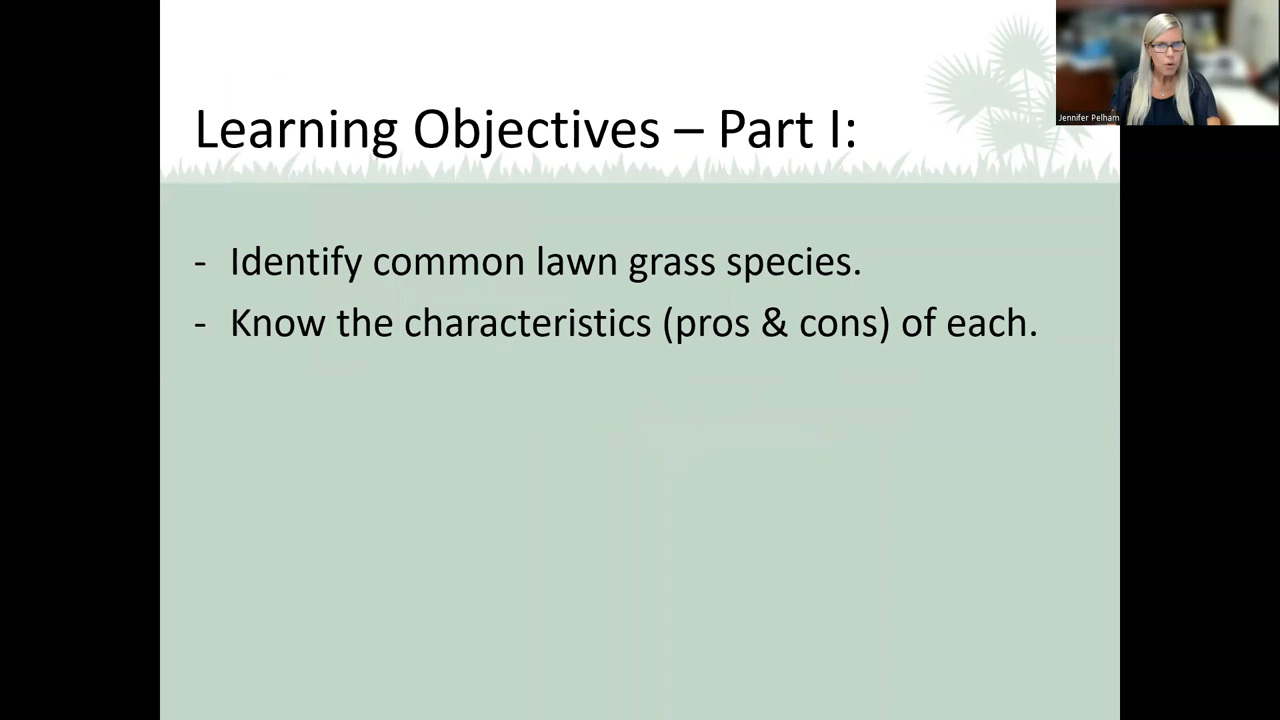 Learning Objectives – Part I:
- Identify common lawn grass species.
- Know the characteristics (pros & cons) of each.
Jennifer Pelham